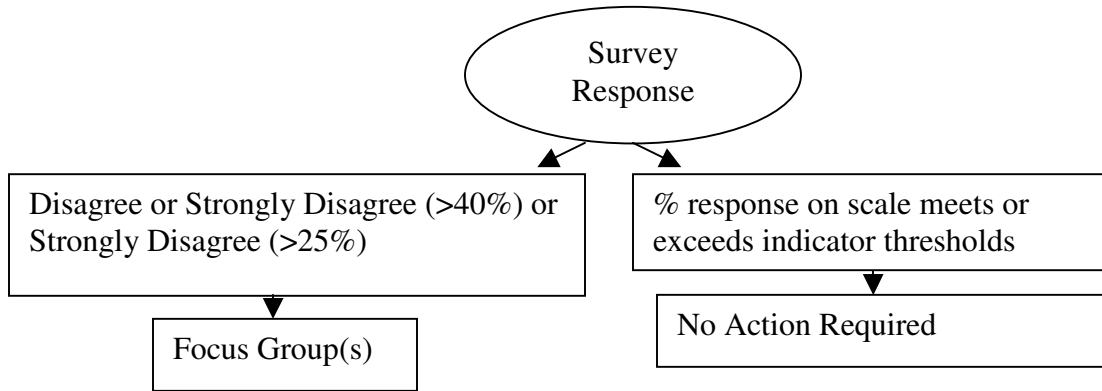 Survey
Response
Disagree or Strongly Disagree (>40%) or
Strongly Disagree (>25%)
% response on scale meets or
exceeds indicator thresholds
Focus Group(s)
No Action Required